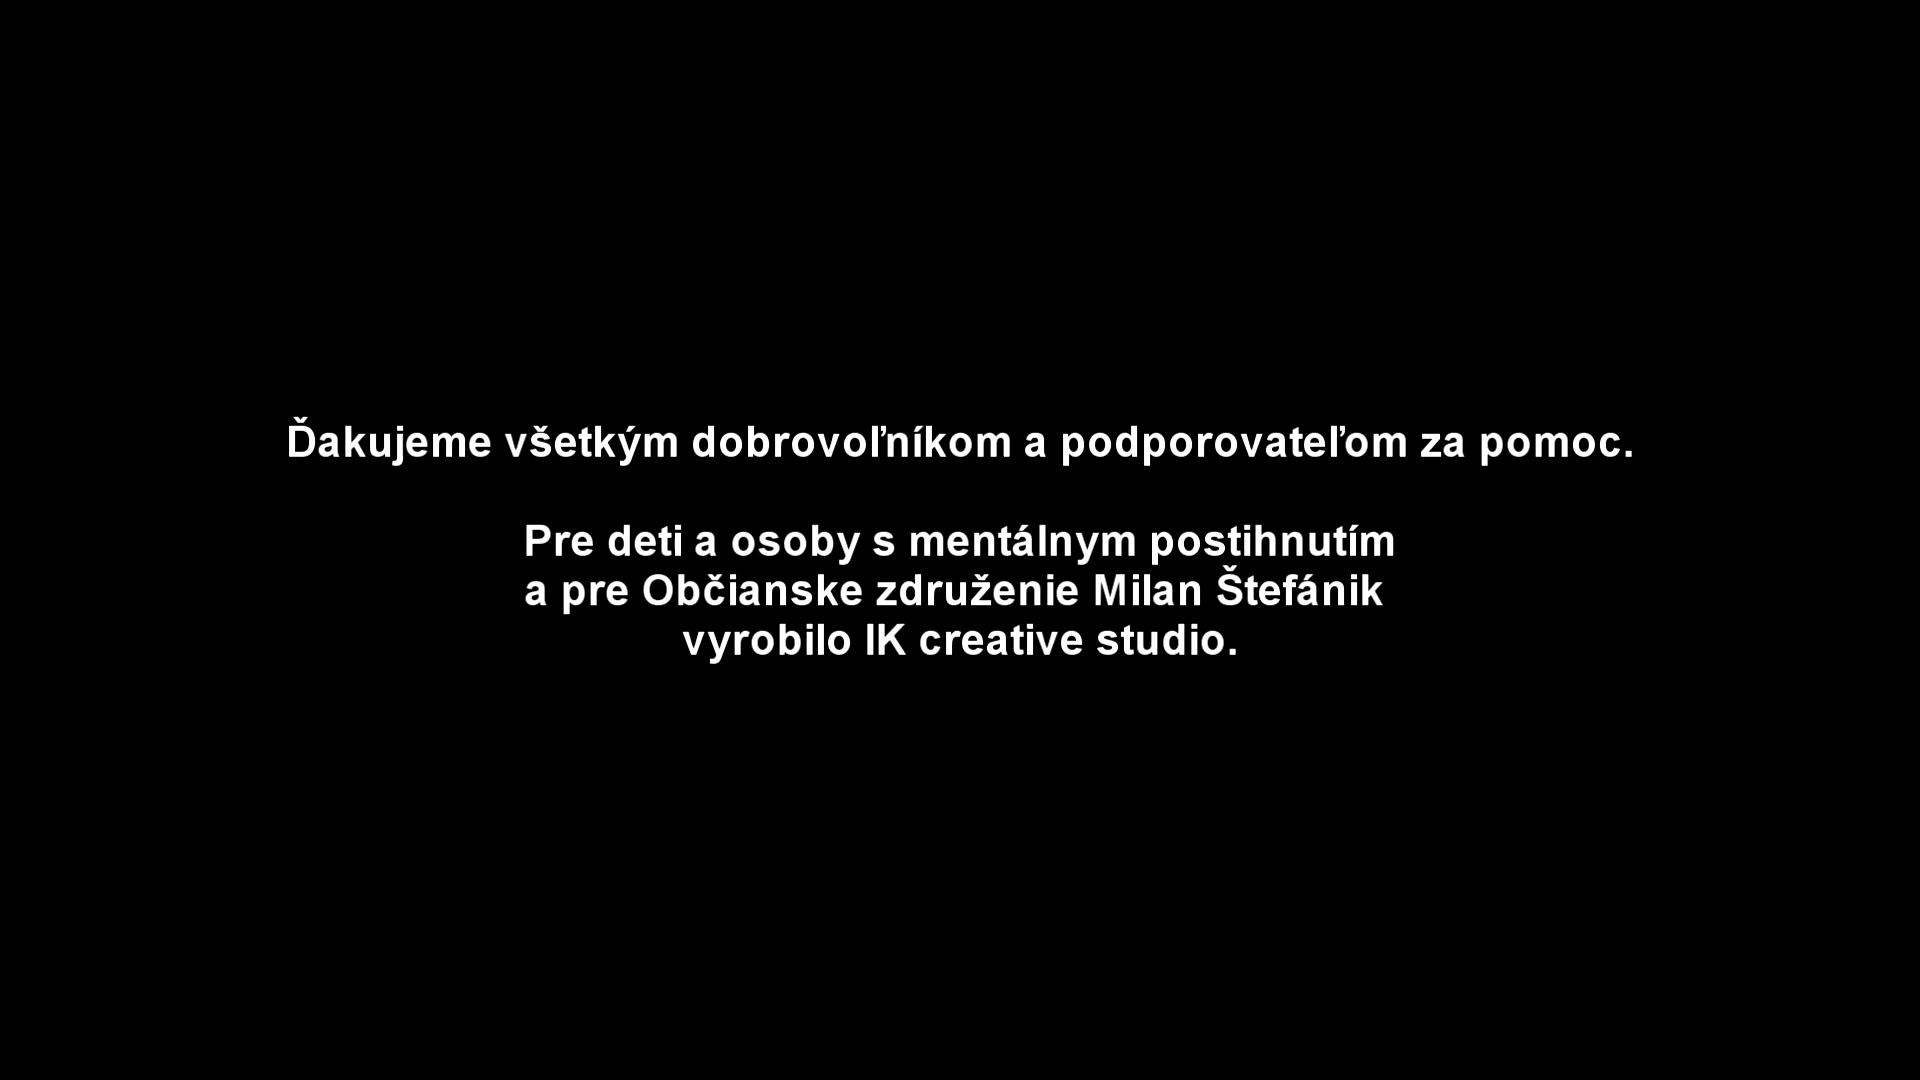 Ďakujeme všetkým dobrovoľníkom a podporovateľom za pomoc.
Pre deti a osoby s mentálnym postihnutím
a pre Občianske združenie Milan Štefánik
vyrobilo IK creative studio.